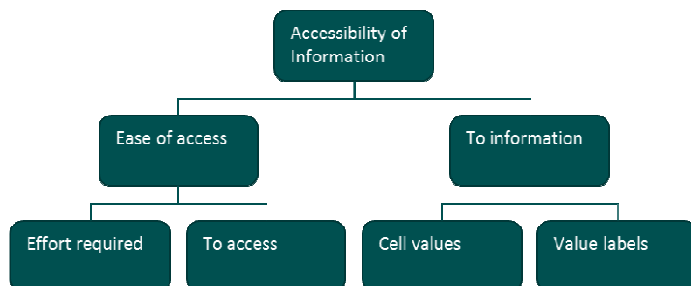 Accessibility of
Information
Ease of access
To information
Effort required
To access
Cell values
Value labels